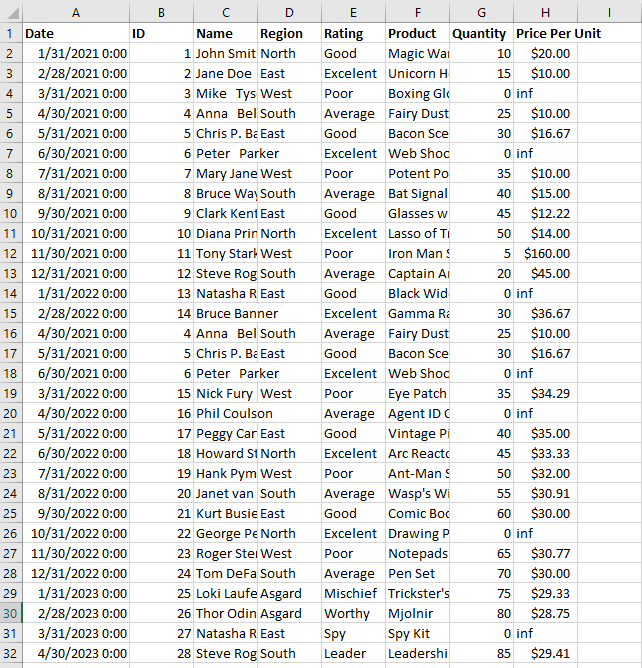 A B C D E F G H I
1 Date ID Name Region Rating Product Quantity Price Per Unit
2 1/31/2021 0:00 1 John Smit North Good Magic Wa 10 $20.00
3 2/28/2021 0:00 2 Jane Doe East Excelent Unicorn H 15 $10.00
4 3/31/2021 0:00 3 Mike Tys West Poor Boxing Glo 0 inf
5 4/30/2021 0:00 4 Anna Bel South Average Fairy Dust 25 $10.00
6 5/31/2021 0:00 5 Chris P. Ba East Good Bacon Sce 30 $16.67
7 6/30/2021 0:00 6 Peter Parker Excelent Web Shoo 0 inf
8 7/31/2021 0:00 7 Mary Jane West Poor Potent Po 35 $10.00
9 8/31/2021 0:00 8 Bruce Way South Average Bat Signal 40 $15.00
10 9/30/2021 0:00 9 Clark Kent East Good Glasses w 45 $12.22
11 10/31/2021 0:00 10 Diana Prin North Excelent Lasso of Tr 50 $14.00
12 11/30/2021 0:00 11 Tony Stark West Poor Iron Man S 5 $160.00
13 12/31/2021 0:00 12 Steve Rog South Average Captain A 20 $45.00
14 1/31/2022 0:00 13 Natasha R East Good Black Wid 0 inf
15 2/28/2022 0:00 14 Bruce Banner Excelent Gamma Ra 30 $36.67
16 4/30/2021 0:00 4 Anna Bel South Average Fairy Dust 25 $10.00
17 5/31/2021 0:00 5 Chris P. Ba East Good Bacon Sce 30 $16.67
18 6/30/2021 0:00 6 Peter Parker Excelent Web Shoo 0 inf
19 3/31/2022 0:00 15 Nick Fury West Poor Eye Patch 35 $34.29
20 4/30/2022 0:00 16 Phil Coulson Average Agent ID C 0 inf
21 5/31/2022 0:00 17 Peggy Car East Good Vintage Pi 40 $35.00
22 6/30/2022 0:00 18 Howard St North Excelent Arc Reacto 45 $33.33
23 7/31/2022 0:00 19 Hank Pym West Poor Ant-Man S 50 $32.00
24 8/31/2022 0:00 20 Janet van South Average Wasp's Wi 55 $30.91
25 9/30/2022 0:00 21 Kurt Busie East Good Comic Boo 60 $30.00
26 10/31/2022 0:00 22 George Pe North Excelent Drawing P 0 inf
27 11/30/2022 0:00 23 Roger Ster West Poor Notepads 65 $30.77
28 12/31/2022 0:00 24 Tom DeFa South Average Pen Set 70 $30.00
29 1/31/2023 0:00 25 Loki Laufe Asgard Mischief Trickster's 75 $29.33
30 2/28/2023 0:00 26 Thor Odin Asgard Worthy Mjolnir 80 $28.75
31 3/31/2023 0:00 27 Natasha R East Spy Spy Kit 0 inf
32 4/30/2023 0:00 28 Steve Rog South Leader Leadershi 85 $29.41